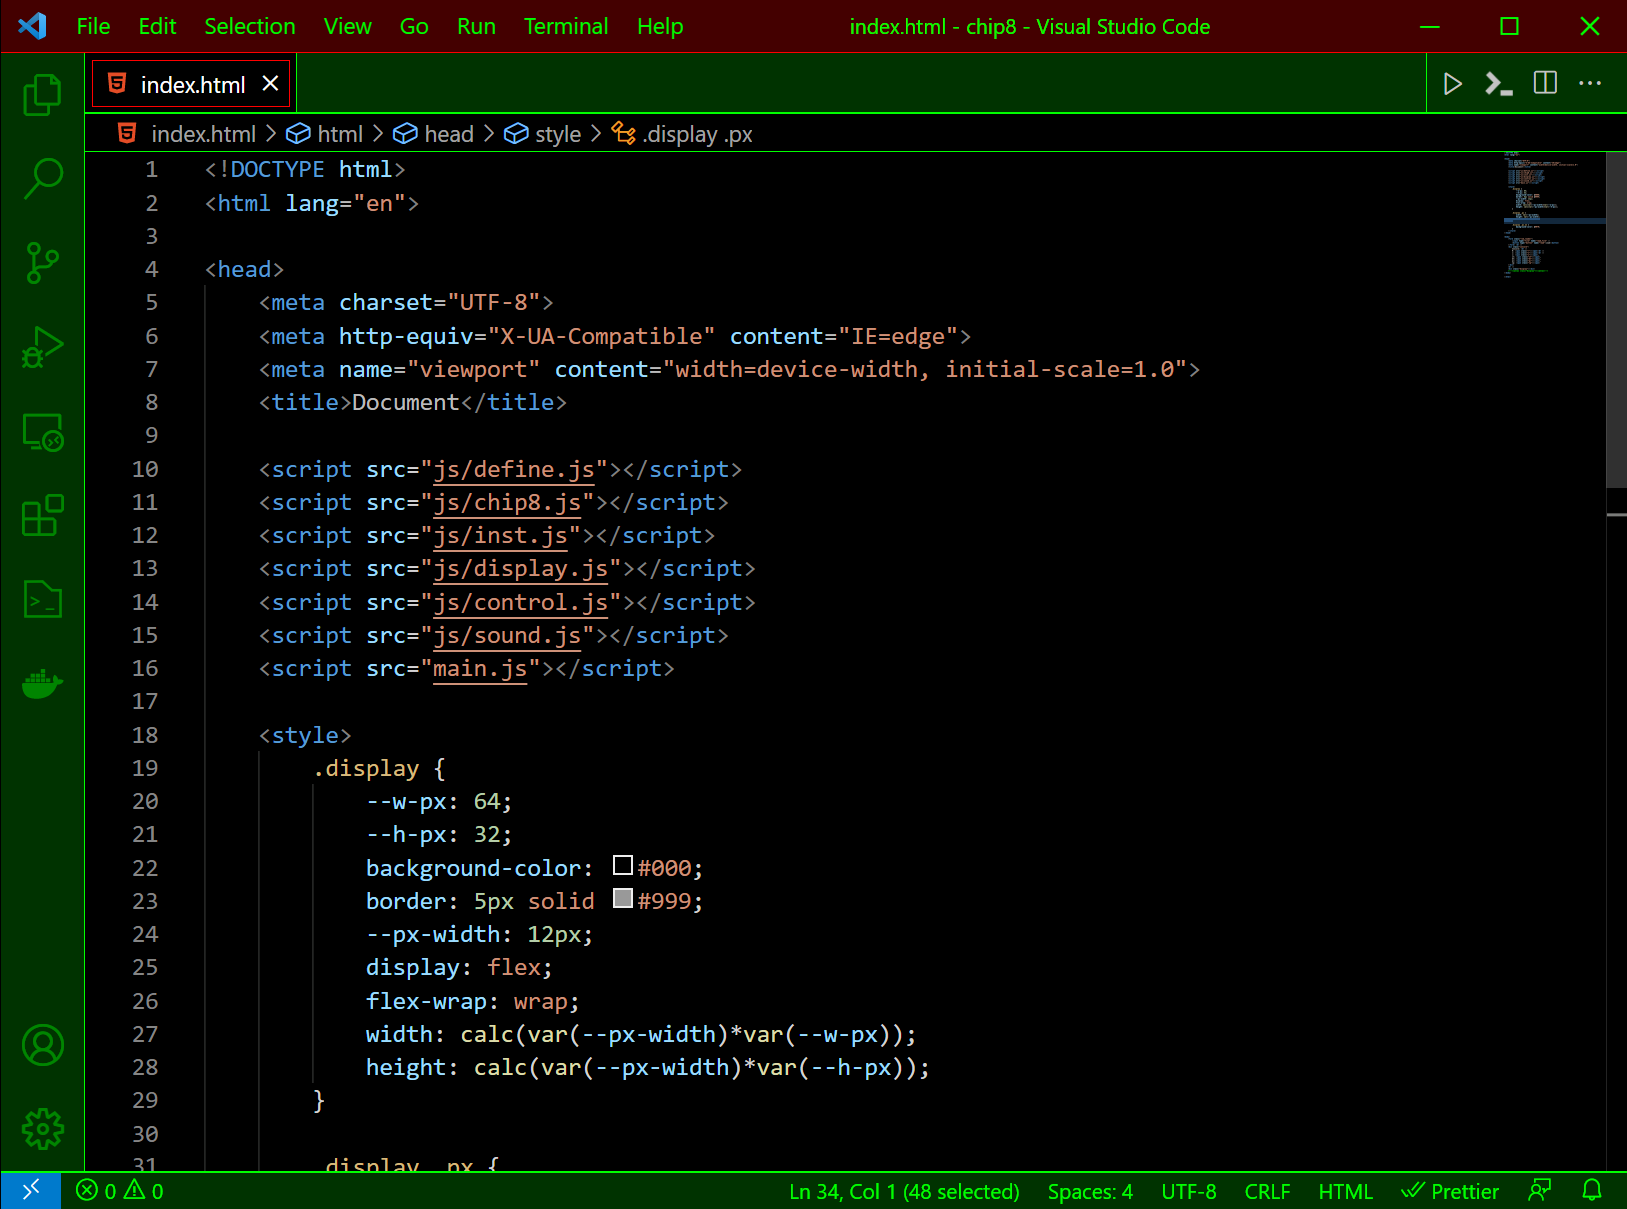 File Edit Selection View Go Run Terminal Help index.html - chip8 - Visual Studio Code
index.html
index.html > html > head > style > .display .px
1 <!DOCTYPE html>
2 <html lang="en">
3
4 <head>
5 <meta charset="UTF-8">
6 <meta http-equiv="X-UA-Compatible" content="IE=edge">
7 <meta name="viewport" content="width=device-width, initial-scale=1.0">
8 <title>Document</title>
9
10 <script src="js/define.js"></script>
11 <script src="js/chip8.js"></script>
12 <script src="js/inst.js"></script>
13 <script src="js/display.js"></script>
14 <script src="js/control.js"></script>
15 <script src="js/sound.js"></script>
16 <script src="main.js"></script>
17
18 <style>
19 .display {
20 --w-px: 64;
21 --h-px: 32;
22 background-color: #000;
23 border: 5px solid #999;
24 --px-width: 12px;
25 display: flex;
26 flex-wrap: wrap;
27 width: calc(var(--px-width)*var(--w-px));
28 height: calc(var(--px-width)*var(--h-px));
29 }
30
31 .display .px {
0 0 Ln 34, Col 1 (48 selected) Spaces: 4 UTF-8 CRLF HTML Prettier